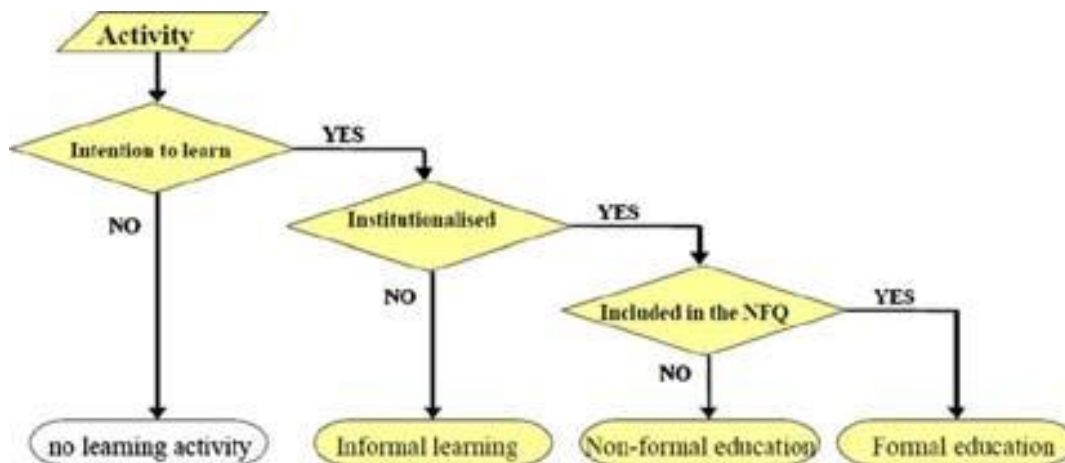 Activity
Intention to learn
YES
NO
Institutionalised
YES
NO
Included in the NFQ
YES
NO
no learning activity
Informal learning
Non-formal education
Formal education